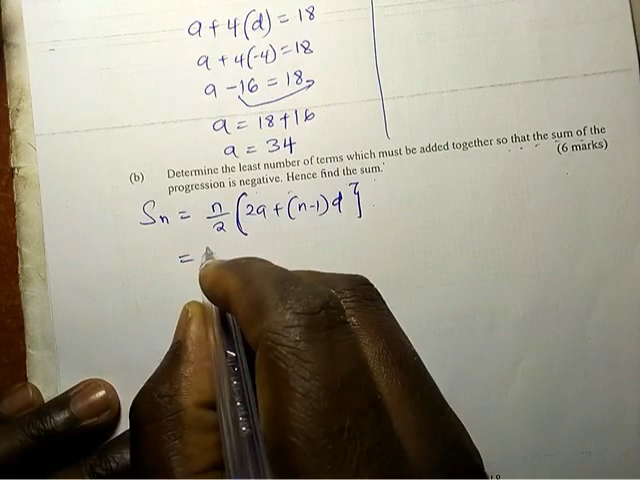 a + 4(d) = 18
a + 4(-4) = 18
a - 16 = 18
a = 18 + 16
a = 34
(b) Determine the least number of terms which must be added together so that the sum of the
progression is negative. Hence find the sum.
(6 marks)
Sn = n/2 (2a + (n-1)d]
=